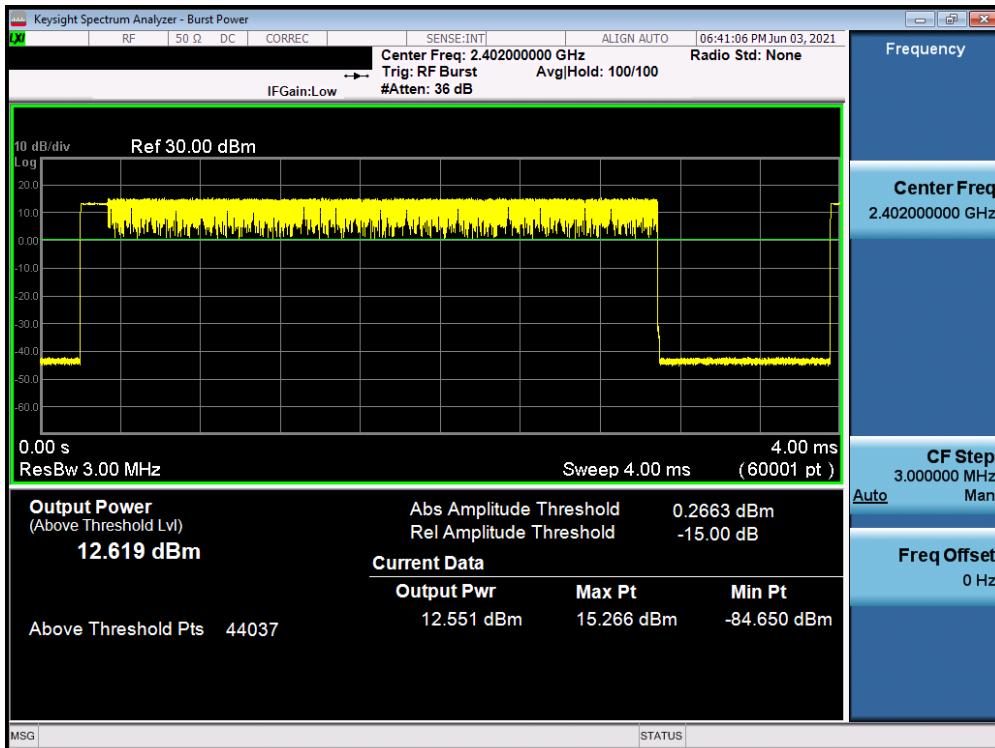 Keysight Spectrum Analyzer - Burst Power
LXI RF 50 Ω DC CORREC SENSE:INT ALIGN AUTO 06:41:06 PM Jun 03, 2021
Center Freq: 2.402000000 GHz Radio Std: None
Trig: RF Burst Avg|Hold: 100/100
IFGain:Low #Atten: 36 dB
10 dB/div Ref 30.00 dBm
Log
20.0
10.0
0.00
-10.0
-20.0
-30.0
-40.0
-50.0
-60.0
0.00 s 4.00 ms
ResBw 3.00 MHz Sweep 4.00 ms (60001 pt)
Output Power
(Above Threshold Lvl)
12.619 dBm
Above Threshold Pts 44037
Abs Amplitude Threshold 0.2663 dBm
Rel Amplitude Threshold -15.00 dB
Current Data
Output Pwr Max Pt Min Pt
12.551 dBm 15.266 dBm -84.650 dBm
MSG STATUS
Frequency
Center Freq
2.402000000 GHz
CF Step
3.000000 MHz
Auto Man
Freq Offset
0 Hz